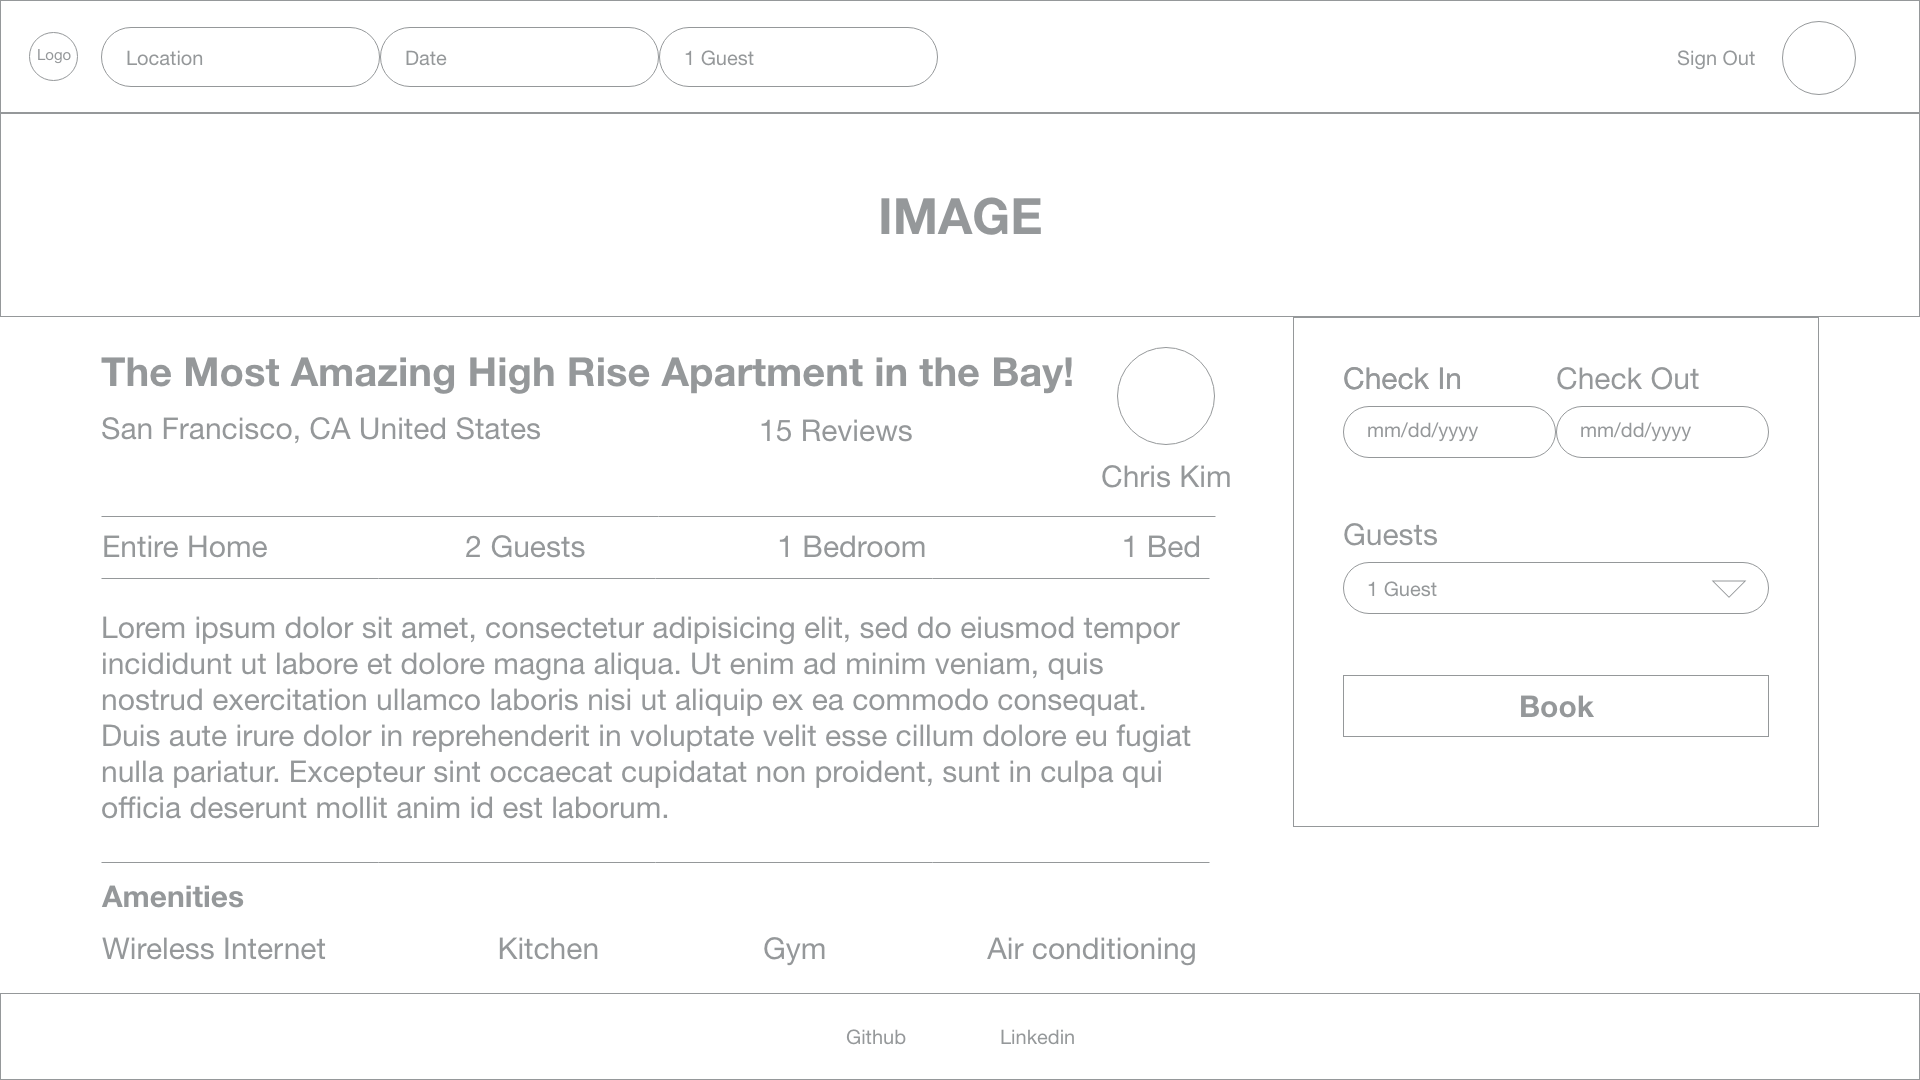 Logo
Location
Date
1 Guest
Sign Out
IMAGE
The Most Amazing High Rise Apartment in the Bay!
San Francisco, CA United States
15 Reviews
Chris Kim
Entire Home
2 Guests
1 Bedroom
1 Bed
Lorem ipsum dolor sit amet, consectetur adipisicing elit, sed do eiusmod tempor
incididunt ut labore et dolore magna aliqua. Ut enim ad minim veniam, quis
nostrud exercitation ullamco laboris nisi ut aliquip ex ea commodo consequat.
Duis aute irure dolor in reprehenderit in voluptate velit esse cillum dolore eu fugiat
nulla pariatur. Excepteur sint occaecat cupidatat non proident, sunt in culpa qui
officia deserunt mollit anim id est laborum.
Amenities
Wireless Internet
Kitchen
Gym
Air conditioning
Check In
Check Out
mm/dd/yyyy
mm/dd/yyyy
Guests
1 Guest
Book
Github
Linkedin